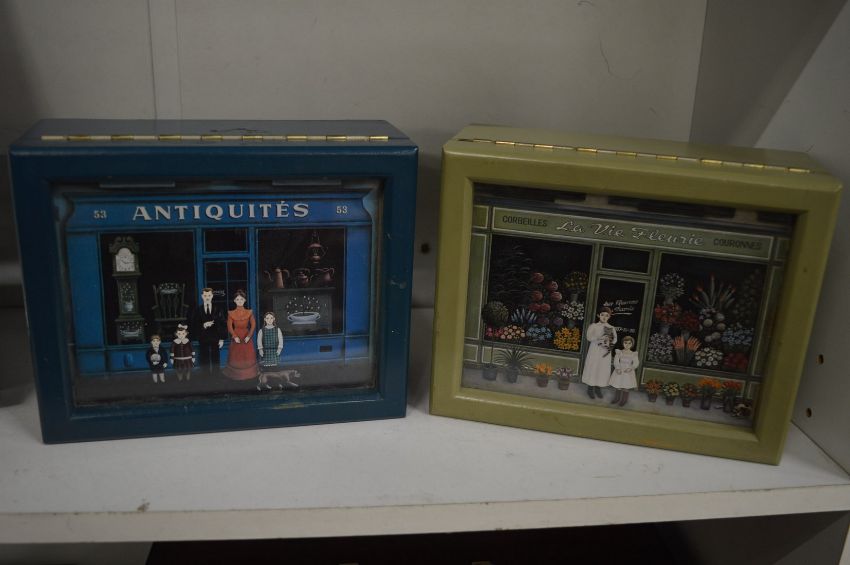 53 ANTIQUITÉS 53
CORBEILLES La Vie Fleurie COURONNES